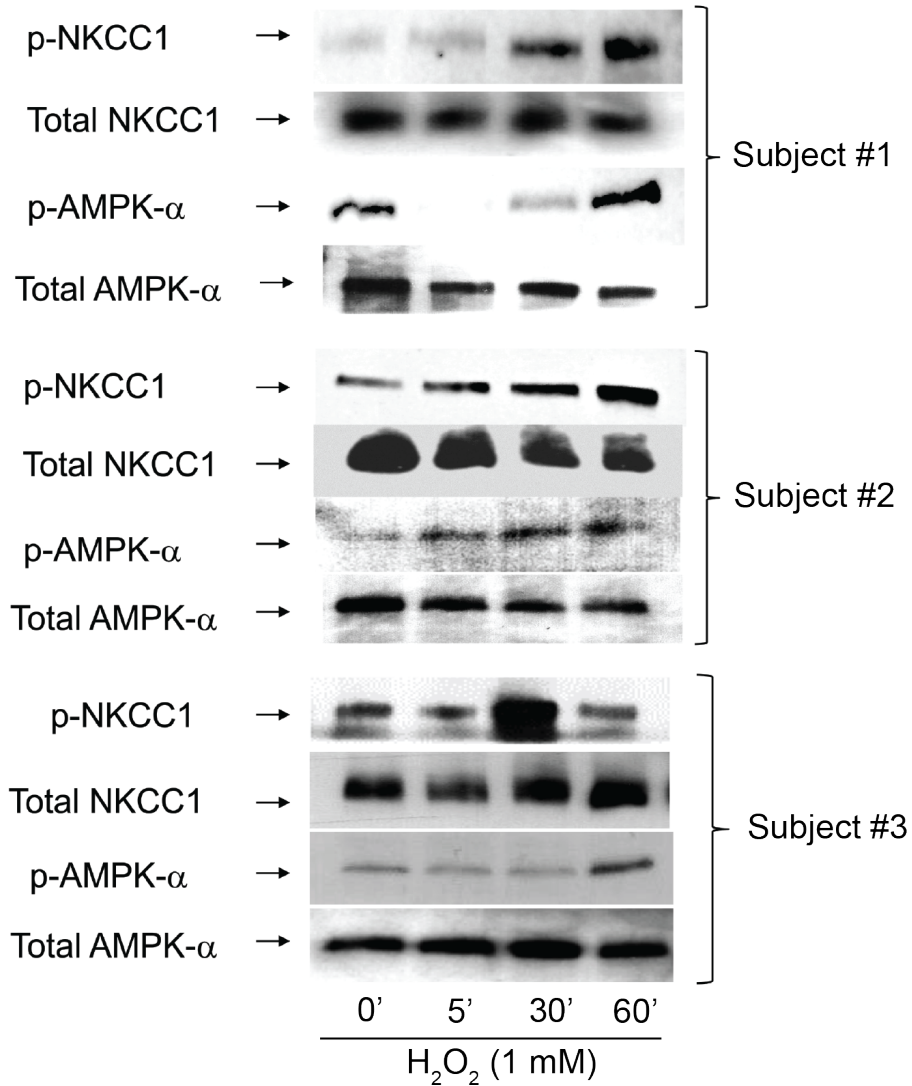 p-NKCC1
Total NKCC1
p-AMPK-α
Total AMPK-α
Subject #1
p-NKCC1
Total NKCC1
p-AMPK-α
Total AMPK-α
Subject #2
p-NKCC1
Total NKCC1
p-AMPK-α
Total AMPK-α
Subject #3
0’ 5’ 30’ 60’
H₂O₂ (1 mM)